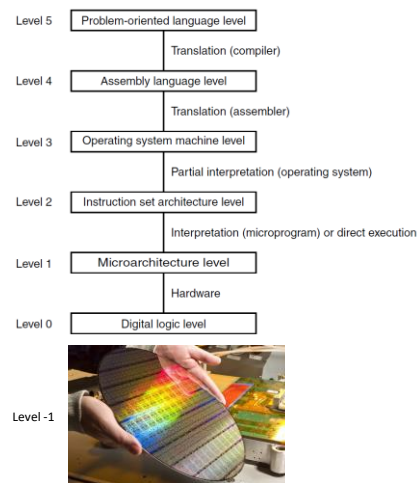 Level 5 Problem-oriented language level
Translation (compiler)
Level 4 Assembly language level
Translation (assembler)
Level 3 Operating system machine level
Partial interpretation (operating system)
Level 2 Instruction set architecture level
Interpretation (microprogram) or direct execution
Level 1 Microarchitecture level
Hardware
Level 0 Digital logic level
Level -1